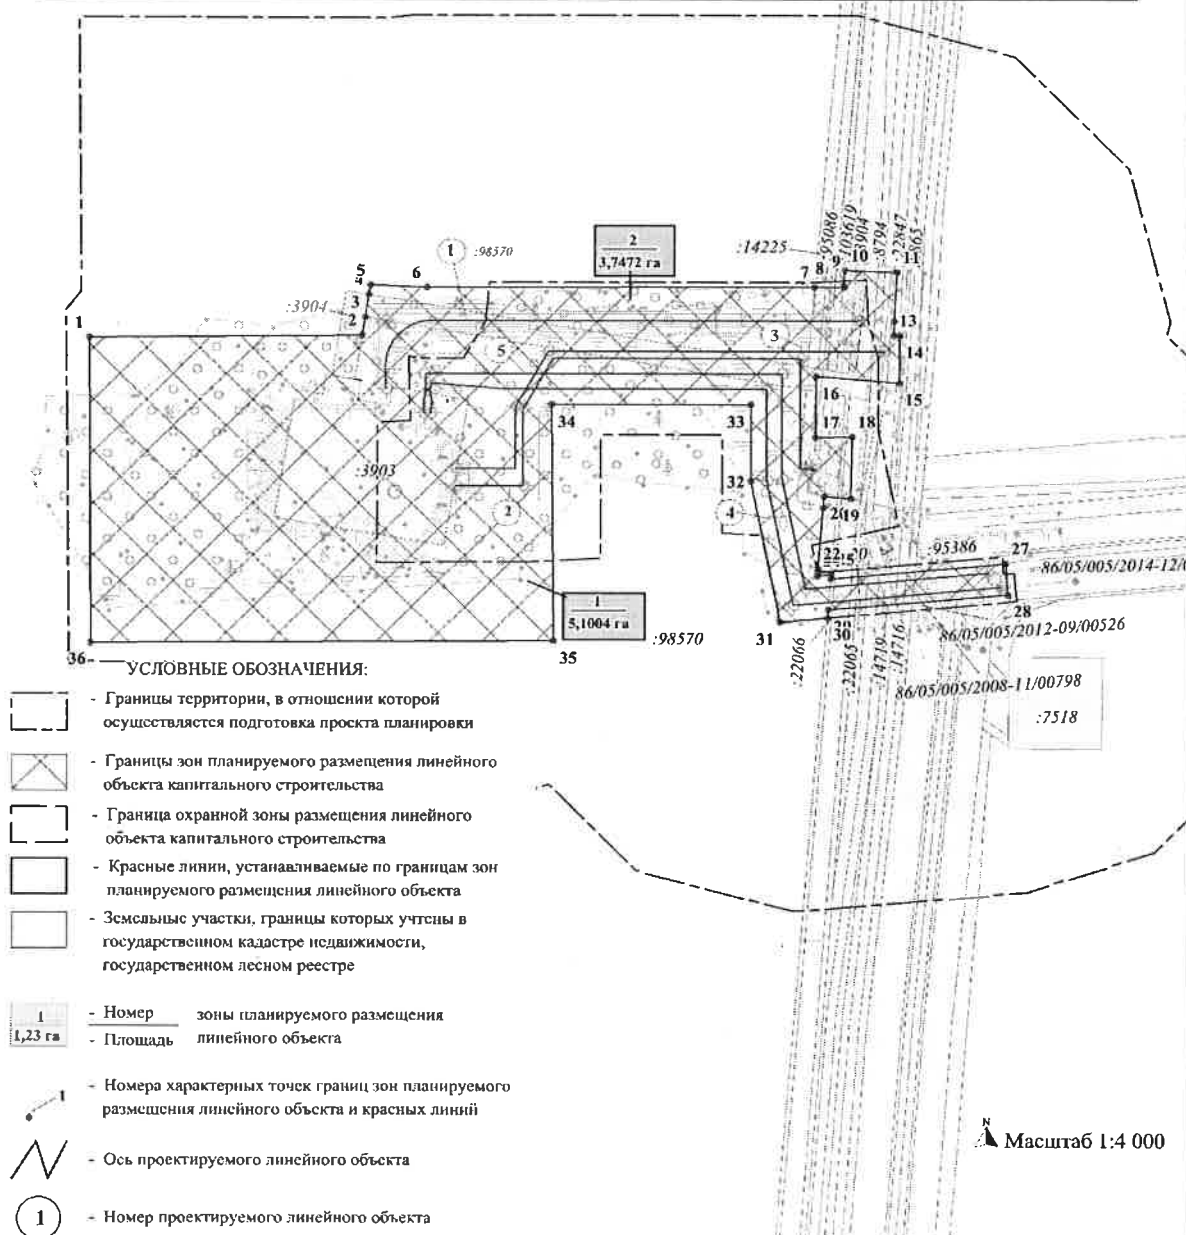 :14225
:95086
:103619
:3904
:8794
:22847
:865
2
3,7472 га
1
:98570
5
4
3
2
6
7
8
9
10
11
:3904
1
13
14
15
5
3
16
17
18
34
33
:3903
32
2
4
20
19
22
:95386
27
86/05/005/2014-12/0
28
1
5,1004 га
:98570
31
30
86/05/005/2012-09/00526
36
35
:22066
:22065
:14719
:14716
86/05/005/2008-11/00798
:7518
УСЛОВНЫЕ ОБОЗНАЧЕНИЯ:
- Границы территории, в отношении которой
осуществляется подготовка проекта планировки
- Границы зон планируемого размещения линейного
объекта капитального строительства
- Граница охранной зоны размещения линейного
объекта капитального строительства
- Красные линии, устанавливаемые по границам зон
планируемого размещения линейного объекта
- Земельные участки, границы которых учтены в
государственном кадастре недвижимости,
государственном лесном реестре
1
1,23 га
- Номер
- Площадь
зоны планируемого размещения
линейного объекта
1
- Номера характерных точек границ зон планируемого
размещения линейного объекта и красных линий
- Ось проектируемого линейного объекта
1
- Номер проектируемого линейного объекта
N
Масштаб 1:4 000